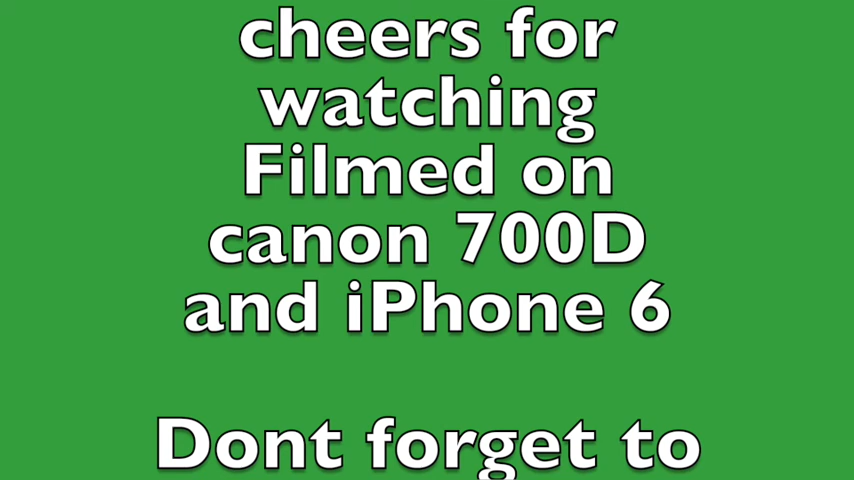 cheers for
watching
Filmed on
canon 700D
and iPhone 6
Dont forget to